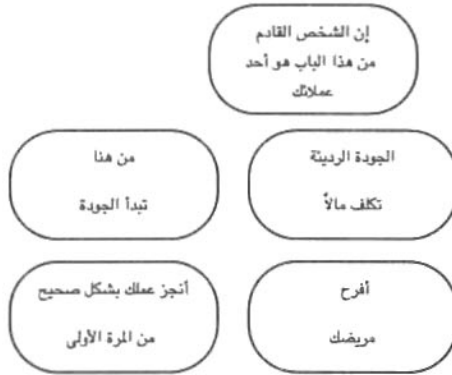 إن الشخص القادم
من هذا الباب هو أحد
عملائك
الجودة الرديئة
تكلف مالاً
من هنا
تبدأ الجودة
أفرح
مريضك
أنجز عملك بشكل صحيح
من المرة الأولى